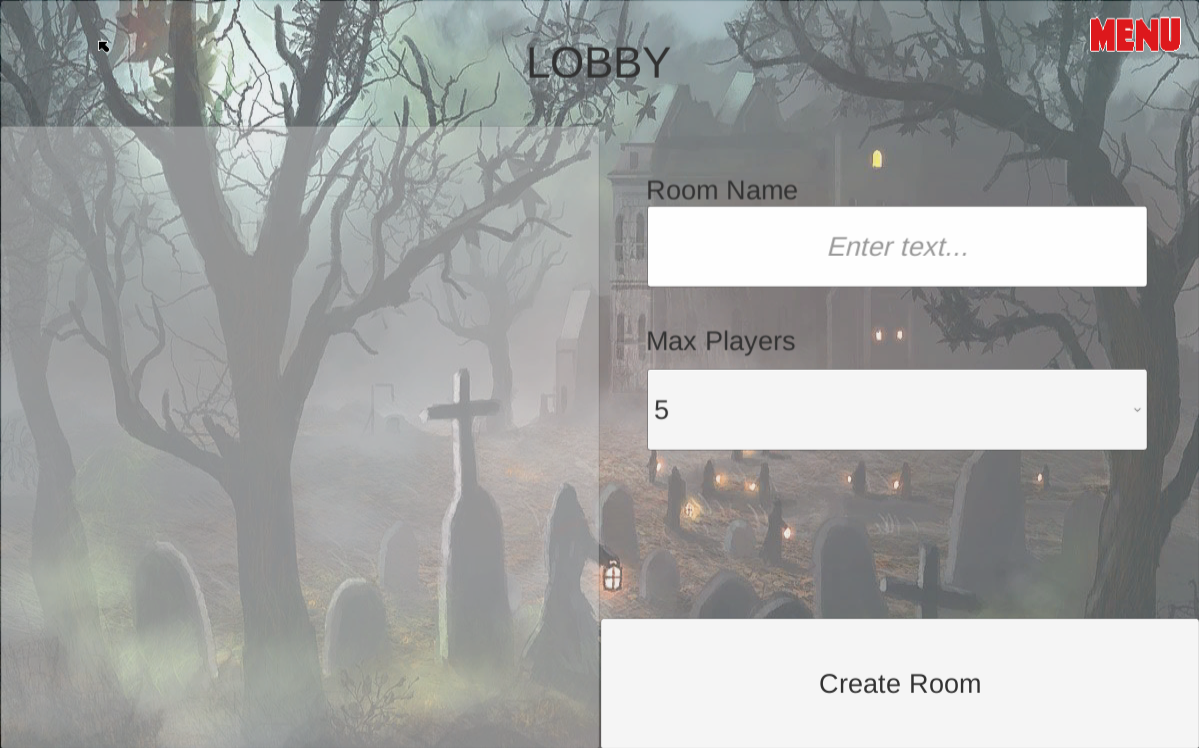 LOBBY
MENU
Room Name
Enter text...
Max Players
5
Create Room